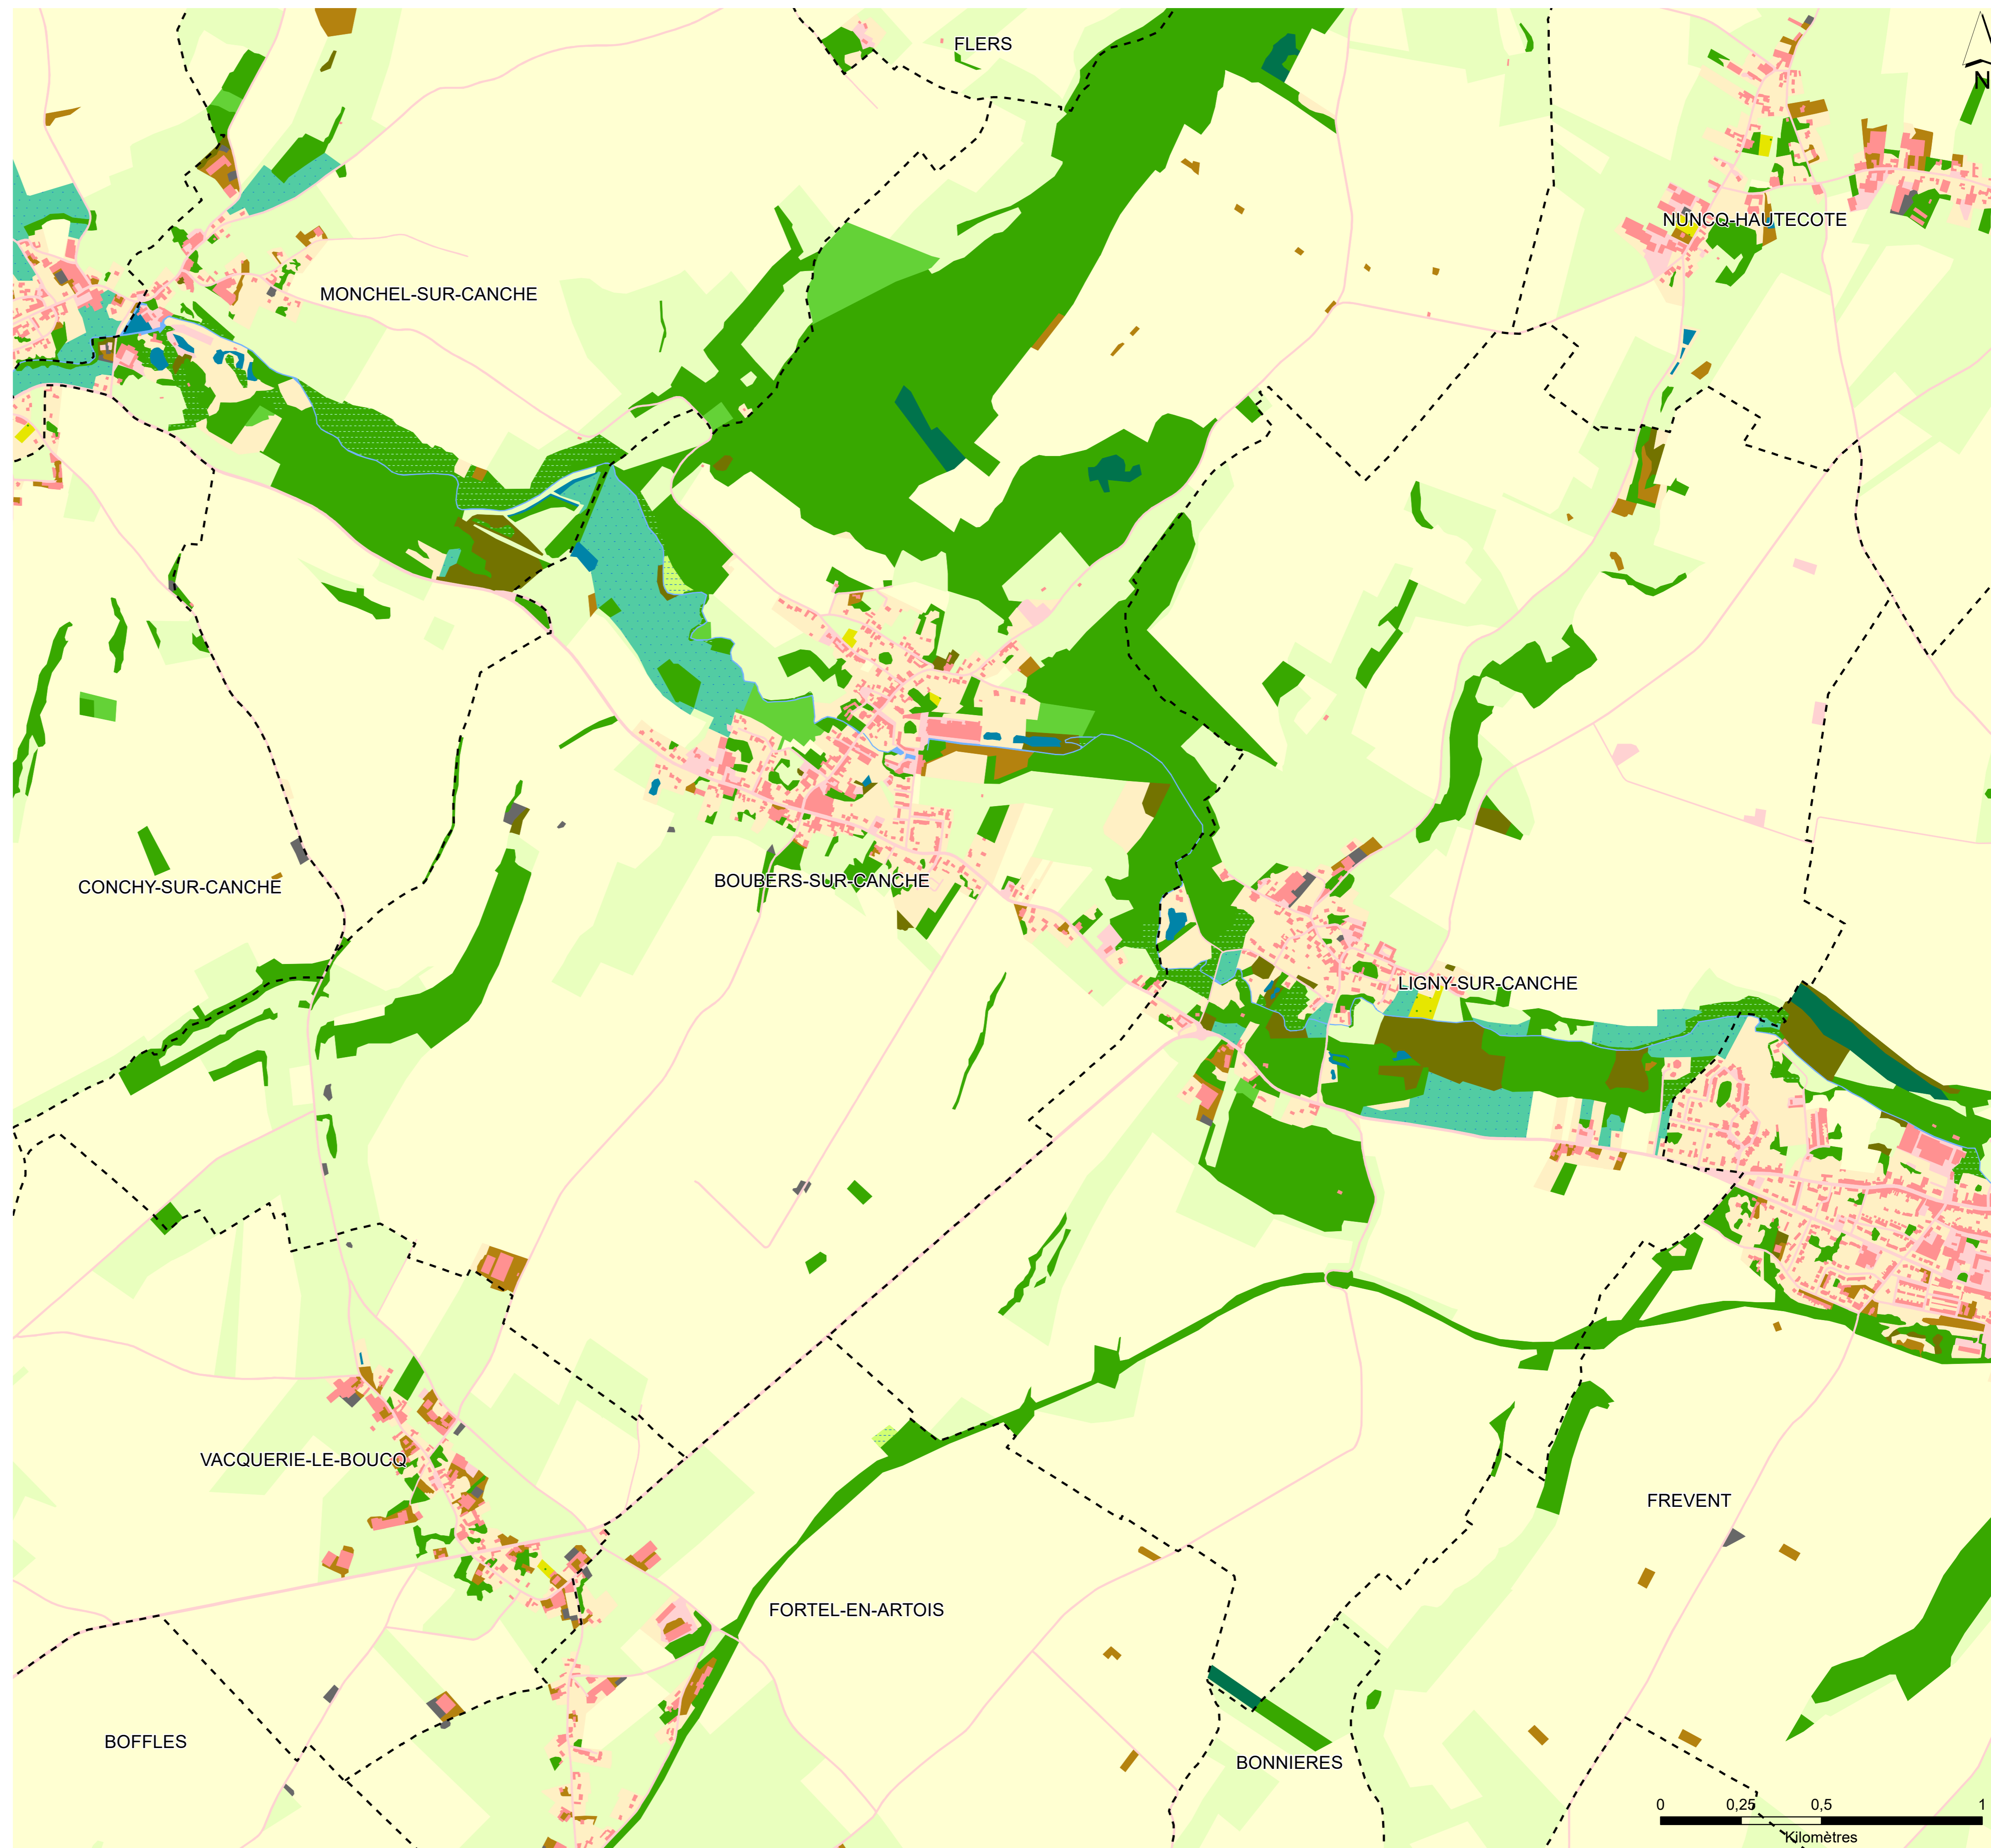 FLERS
N
NUNCQ-HAUTECOTE
MONCHEL-SUR-CANCHE
CONCHY-SUR-CANCHE
BOUBERS-SUR-CANCHE
LIGNY-SUR-CANCHE
VACQUERIE-LE-BOUCQ
FREVENT
FORTEL-EN-ARTOIS
BOFFLES
BONNIERES
0 0,25 0,5 1
Kilomètres